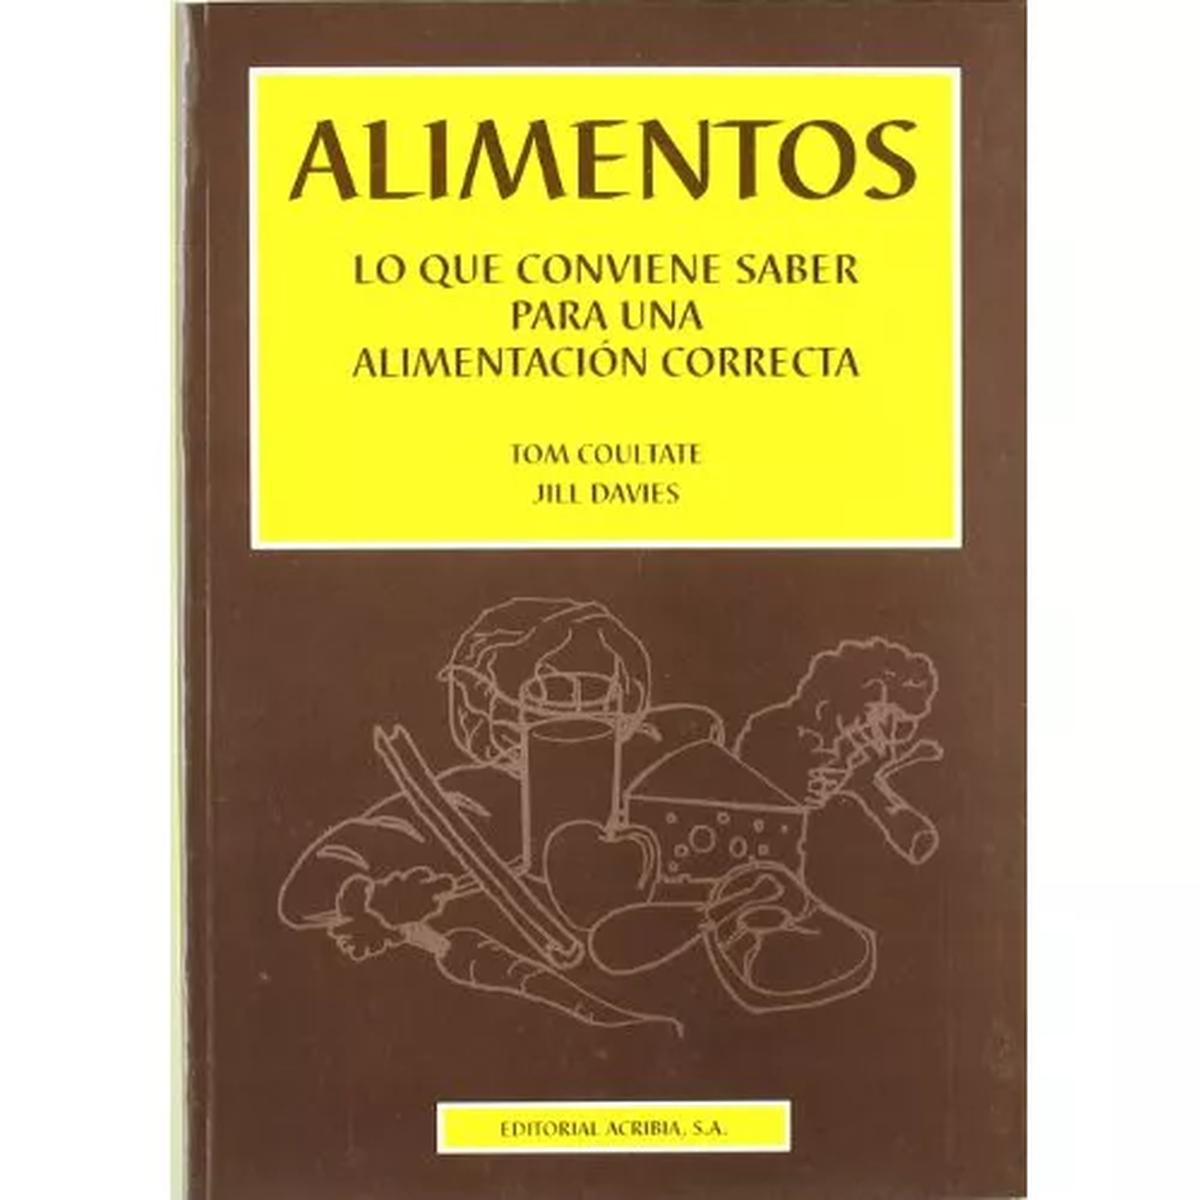 ALIMENTOS
LO QUE CONVIENE SABER
PARA UNA
ALIMENTACIÓN CORRECTA
TOM COULTATE
JILL DAVIES
EDITORIAL ACRIBIA, S.A.